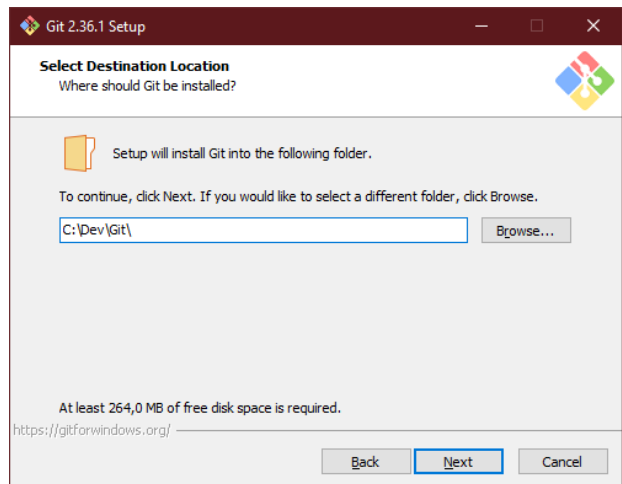 Git 2.36.1 Setup
Select Destination Location
Where should Git be installed?
Setup will install Git into the following folder.
To continue, click Next. If you would like to select a different folder, click Browse.
C:\Dev\Git\
Browse...
At least 264,0 MB of free disk space is required.
https://gitforwindows.org/
Back Next Cancel